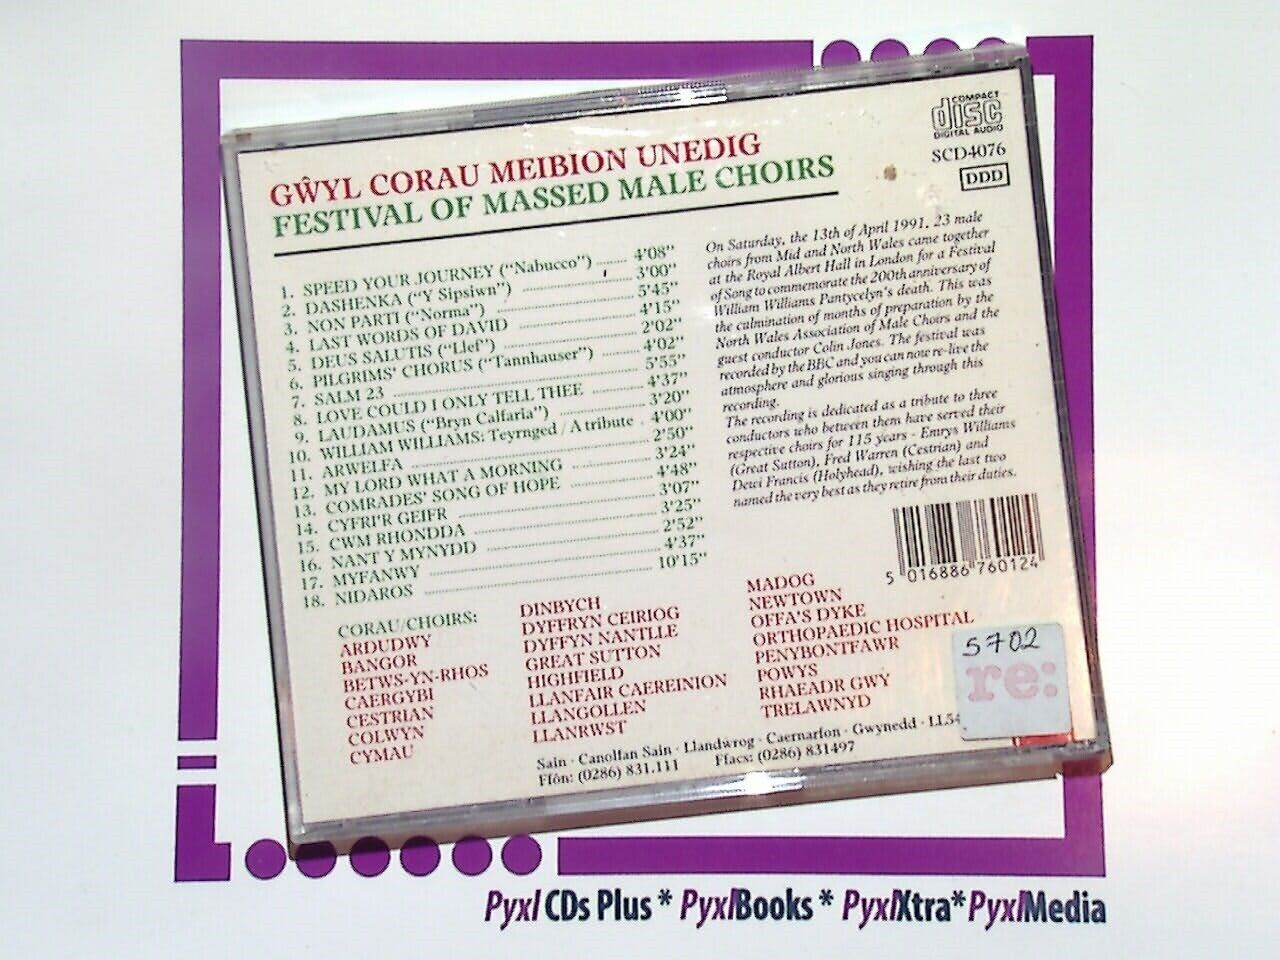 COMPACT
disc
DIGITAL AUDIO
SCD4076
DDD
GŴYL CORAU MEIBION UNEDIG
FESTIVAL OF MASSED MALE CHOIRS
1. SPEED YOUR JOURNEY ("Nabucco") ........ 4'08"
2. DASHENKA ("Y Sipsiwn") ........ 3'00"
3. NON PARTI ("Norma") ........ 5'45"
4. LAST WORDS OF DAVID ........ 4'15"
5. DEUS SALUTIS ("Llef") ........ 2'02"
6. PILGRIMS' CHORUS ("Tannhauser") ........ 4'02"
7. SALM 23 ........ 5'55"
8. LOVE COULD I ONLY TELL THEE ........ 4'37"
9. LAUDAMUS ("Bryn Calfaria") ........ 3'20"
10. WILLIAM WILLIAMS: Teyrnged / A tribute . 4'00"
11. ARWELFA ........ 2'50"
12. MY LORD WHAT A MORNING ........ 3'24"
13. COMRADES' SONG OF HOPE ........ 4'48"
14. CYFRI'R GEIFR ........ 3'07"
15. CWM RHONDDA ........ 3'25"
16. NANT Y MYNYDD ........ 2'52"
17. MYFANWY ........ 4'37"
18. NIDAROS ........ 10'15"
On Saturday, the 13th of April 1991, 23 male
choirs from Mid and North Wales came together
at the Royal Albert Hall in London for a Festival
of Song to commemorate the 200th anniversary of
William Williams Pantycelyn's death. This was
the culmination of months of preparation by the
North Wales Association of Male Choirs and the
guest conductor Colin Jones. The festival was
recorded by the BBC and you can now re-live the
atmosphere and glorious singing through this
recording.
The recording is dedicated as a tribute to three
conductors who between them have served their
respective choirs for 115 years - Emrys Williams
(Great Sutton), Fred Warren (Cestrian) and
Dewi Francis (Holyhead), wishing the last two
named the very best as they retire from their duties.
5 016886 760124
CORAU/CHOIRS:
ARDUDWY
BANGOR
BETWS-YN-RHOS
CAERGYBI
CESTRIAN
COLWYN
CYMAU
DINBYCH
DYFFRYN CEIRIOG
DYFFYN NANTLLE
GREAT SUTTON
HIGHFIELD
LLANFAIR CAEREINION
LLANGOLLEN
LLANRWST
MADOG
NEWTOWN
OFFA'S DYKE
ORTHOPAEDIC HOSPITAL
PENYBONTFAWR
POWYS
RHAEADR GWY
TRELAWNYD
5702
re:
Sain · Canolfan Sain · Llandwrog · Caernarfon · Gwynedd · LL54
Ffôn: (0286) 831.111 Ffacs: (0286) 831497
Pyxl CDs Plus * PyxlBooks * PyxlXtra* PyxlMedia